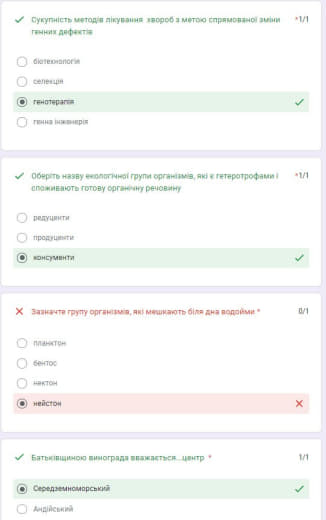 Сукупність методів лікування хвороб з метою спрямованої зміни *1/1
генних дефектів
біотехнологія
селекція
генотерапія
генна інженерія
Оберіть назву екологічної групи організмів, які є гетеротрофами і *1/1
споживають готову органічну речовину
редуценти
продуценти
консументи
Зазначте групу організмів, які мешкають біля дна водойми * 0/1
планктон
бентос
нектон
нейстон
Батьківщиною винограда вважається...центр * 1/1
Середземноморський
Андійський